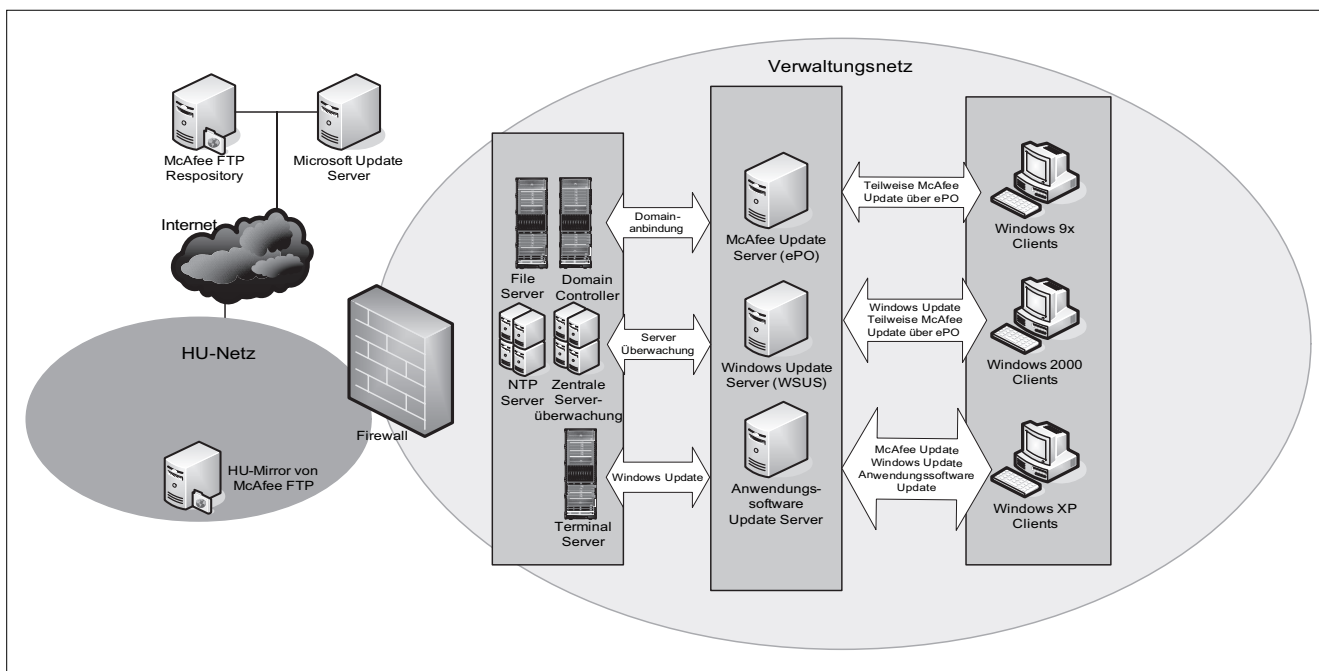 Verwaltungsnetz
McAfee FTP
Respository
Microsoft Update
Server
Internet
HU-Netz
HU-Mirror von
McAfee FTP
Firewall
File
Server
Domain
Controller
NTP
Server
Zentrale
Server-
überwachung
Terminal
Server
Domain-
anbindung
Server
Überwachung
Windows Update
McAfee Update
Server (ePO)
Windows Update
Server (WSUS)
Anwendungs-
software
Update Server
Teilweise McAfee
Update über ePO
Windows Update
Teilweise McAfee
Update über ePO
McAfee Update
Windows Update
Anwendungssoftware
Update
Windows 9x
Clients
Windows 2000
Clients
Windows XP
Clients